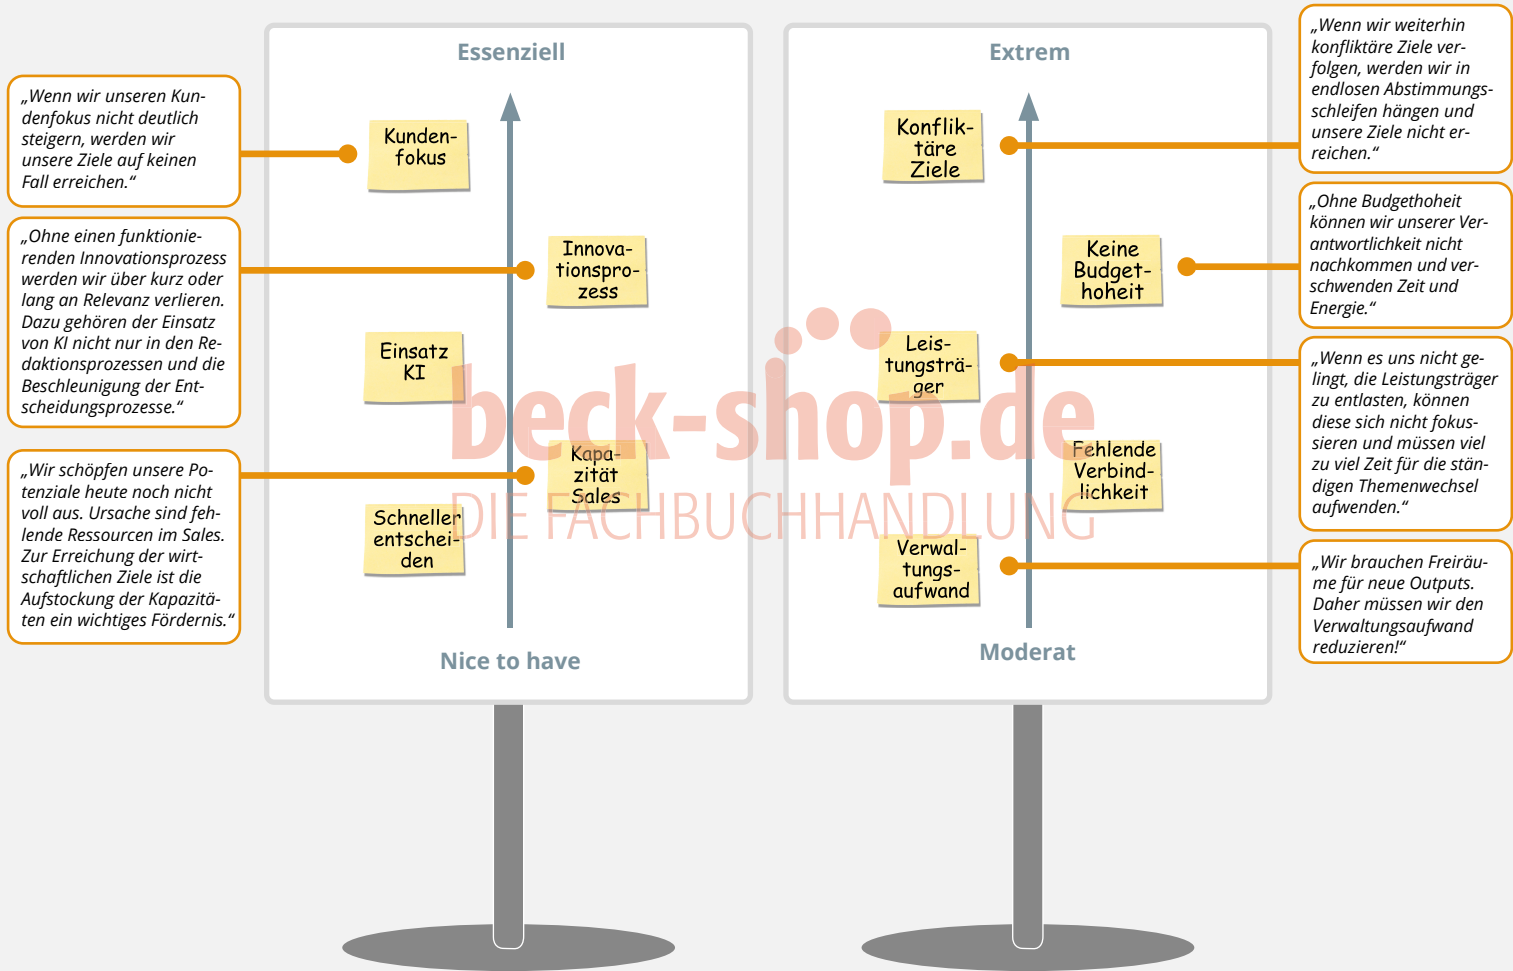 Essenziell
„Wenn wir unseren Kun-
denfokus nicht deutlich
steigern, werden wir
unsere Ziele auf keinen
Fall erreichen.“
„Ohne einen funktionie-
renden Innovationsprozess
werden wir über kurz oder
lang an Relevanz verlieren.
Dazu gehören der Einsatz
von KI nicht nur in den Re-
daktionsprozessen und die
Beschleunigung der Ent-
scheidungsprozesse.“
„Wir schöpfen unsere Po-
tenziale heute noch nicht
voll aus. Ursache sind feh-
lende Ressourcen im Sales.
Zur Erreichung der wirt-
schaftlichen Ziele ist die
Aufstockung der Kapazitä-
ten ein wichtiges Fördernis.“
Kunden-
fokus
Innova-
tionspro-
zess
Einsatz
KI
Kapa-
zität
Sales
Schneller
entschei-
den
Nice to have
Extrem
Konflik-
täre
Ziele
Keine
Budget-
hoheit
Leis-
tungsträ-
ger
Fehlende
Verbind-
lichkeit
Verwal-
tungs-
aufwand
Moderat
„Wenn wir weiterhin
konfliktäre Ziele ver-
folgen, werden wir in
endlosen Abstimmungs-
schleifen hängen und
unsere Ziele nicht er-
reichen.“
„Ohne Budgethoheit
können wir unserer Ver-
antwortlichkeit nicht
nachkommen und ver-
schwenden Zeit und
Energie.“
„Wenn es uns nicht ge-
lingt, die Leistungsträger
zu entlasten, können
diese sich nicht fokus-
sieren und müssen viel
zu viel Zeit für die stän-
digen Themenwechsel
aufwenden.“
„Wir brauchen Freiräu-
me für neue Outputs.
Daher müssen wir den
Verwaltungsaufwand
reduzieren!“
beck-shop.de
DIE FACHBUCHHANDLUNG